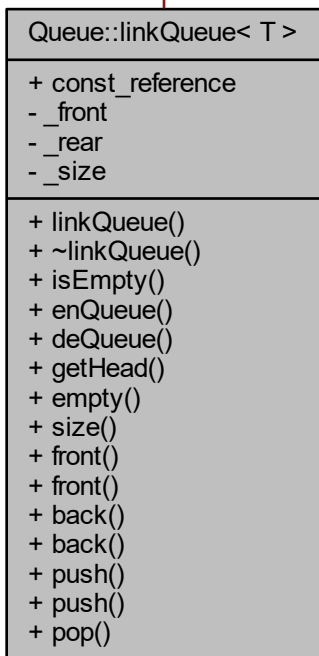 Queue::linkQueue< T >
+ const_reference
- _front
- _rear
- _size
+ linkQueue()
+ ~linkQueue()
+ isEmpty()
+ enQueue()
+ deQueue()
+ getHead()
+ empty()
+ size()
+ front()
+ front()
+ back()
+ back()
+ push()
+ push()
+ pop()